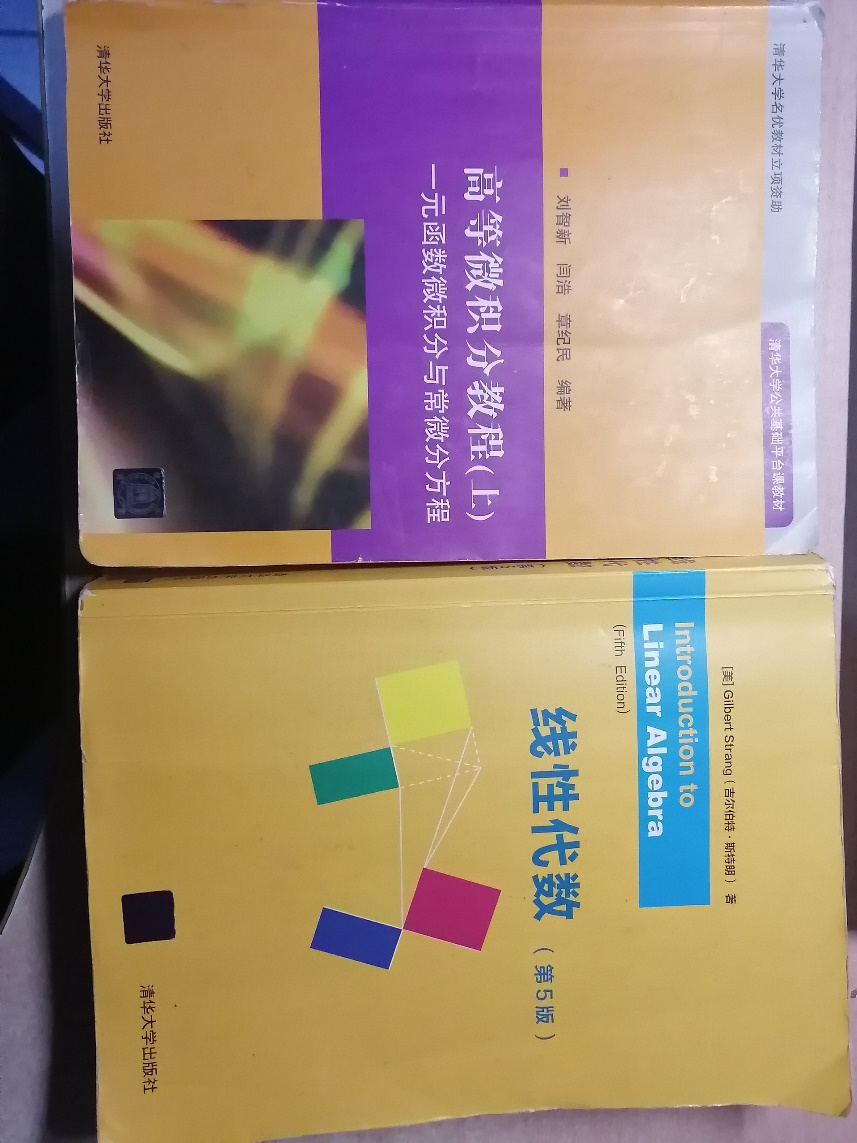 清华大学名优教材立项资助
清华大学公共基础平台课教材
■ 刘智新 闫浩 章纪民 编著
高等微积分教程(上)
一元函数微积分与常微分方程
清华大学出版社
[美] Gilbert Strang(吉尔伯特·斯特朗)著
Introduction to
Linear Algebra
(Fifth Edition)
线性代数(第5版)
清华大学出版社